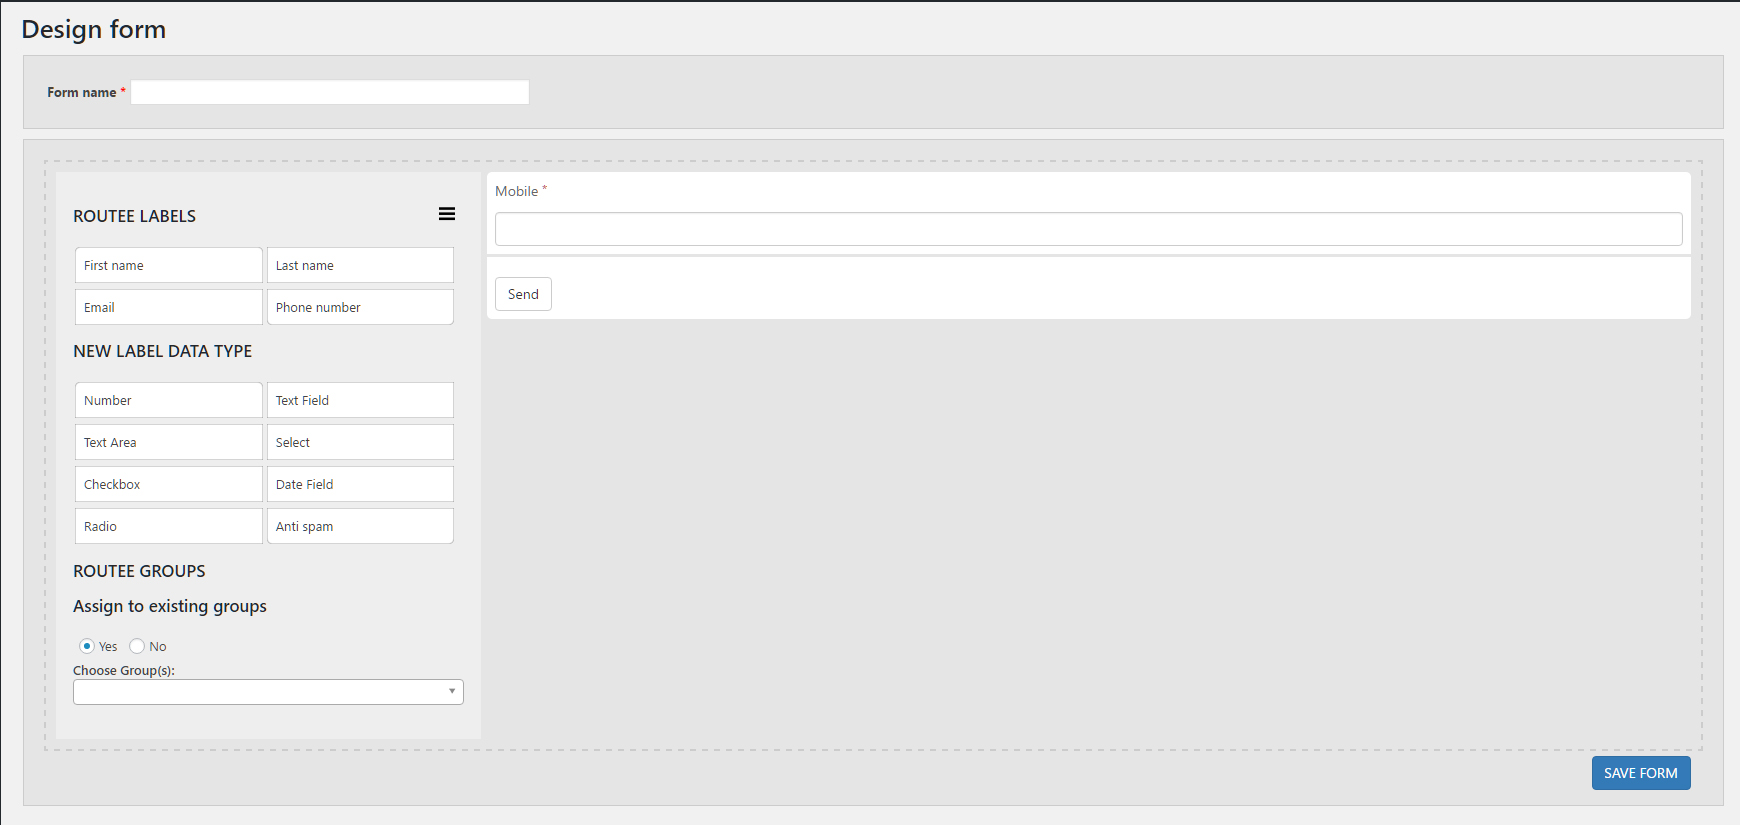 Design form
Form name *
ROUTEE LABELS
First name
Last name
Email
Phone number
NEW LABEL DATA TYPE
Number
Text Field
Text Area
Select
Checkbox
Date Field
Radio
Anti spam
ROUTEE GROUPS
Assign to existing groups
Yes No
Choose Group(s):
Mobile *
Send
SAVE FORM